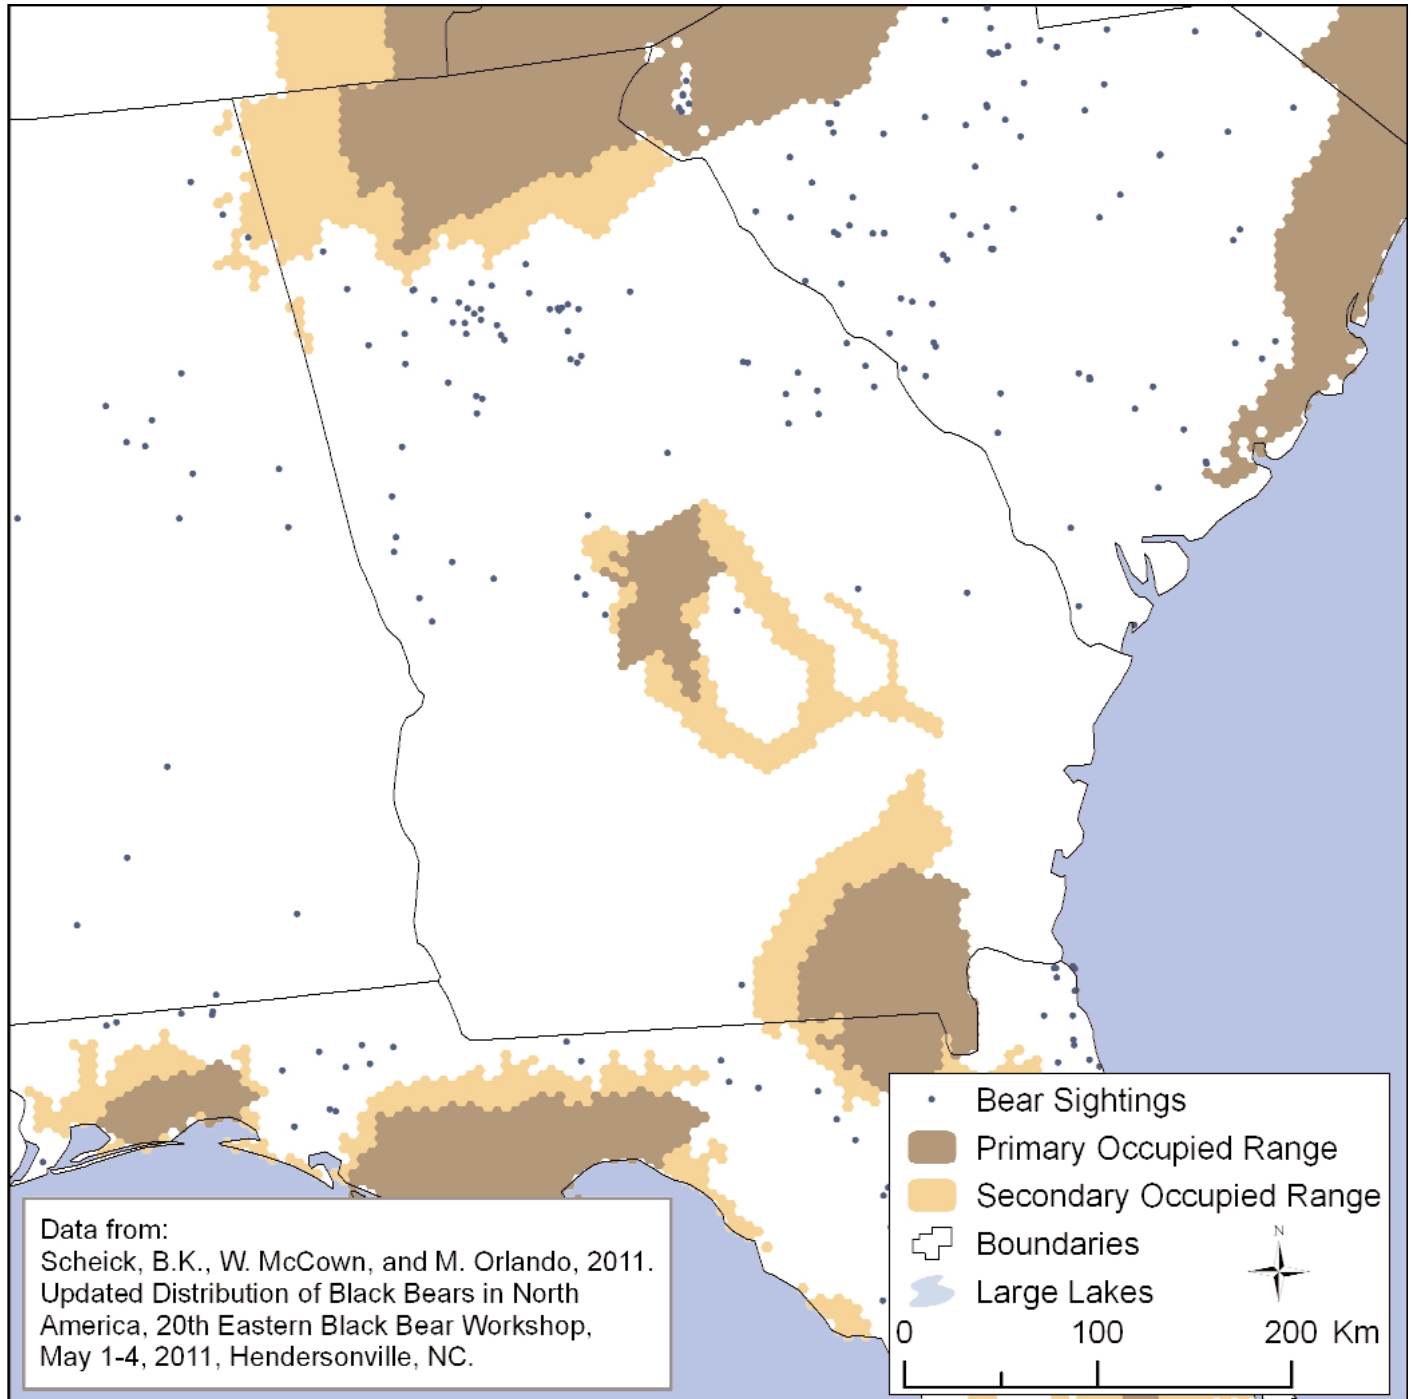 Bear Sightings
Primary Occupied Range
Secondary Occupied Range
Boundaries
N
Large Lakes
0 100 200 Km
Data from:
Scheick, B.K., W. McCown, and M. Orlando, 2011.
Updated Distribution of Black Bears in North
America, 20th Eastern Black Bear Workshop,
May 1-4, 2011, Hendersonville, NC.